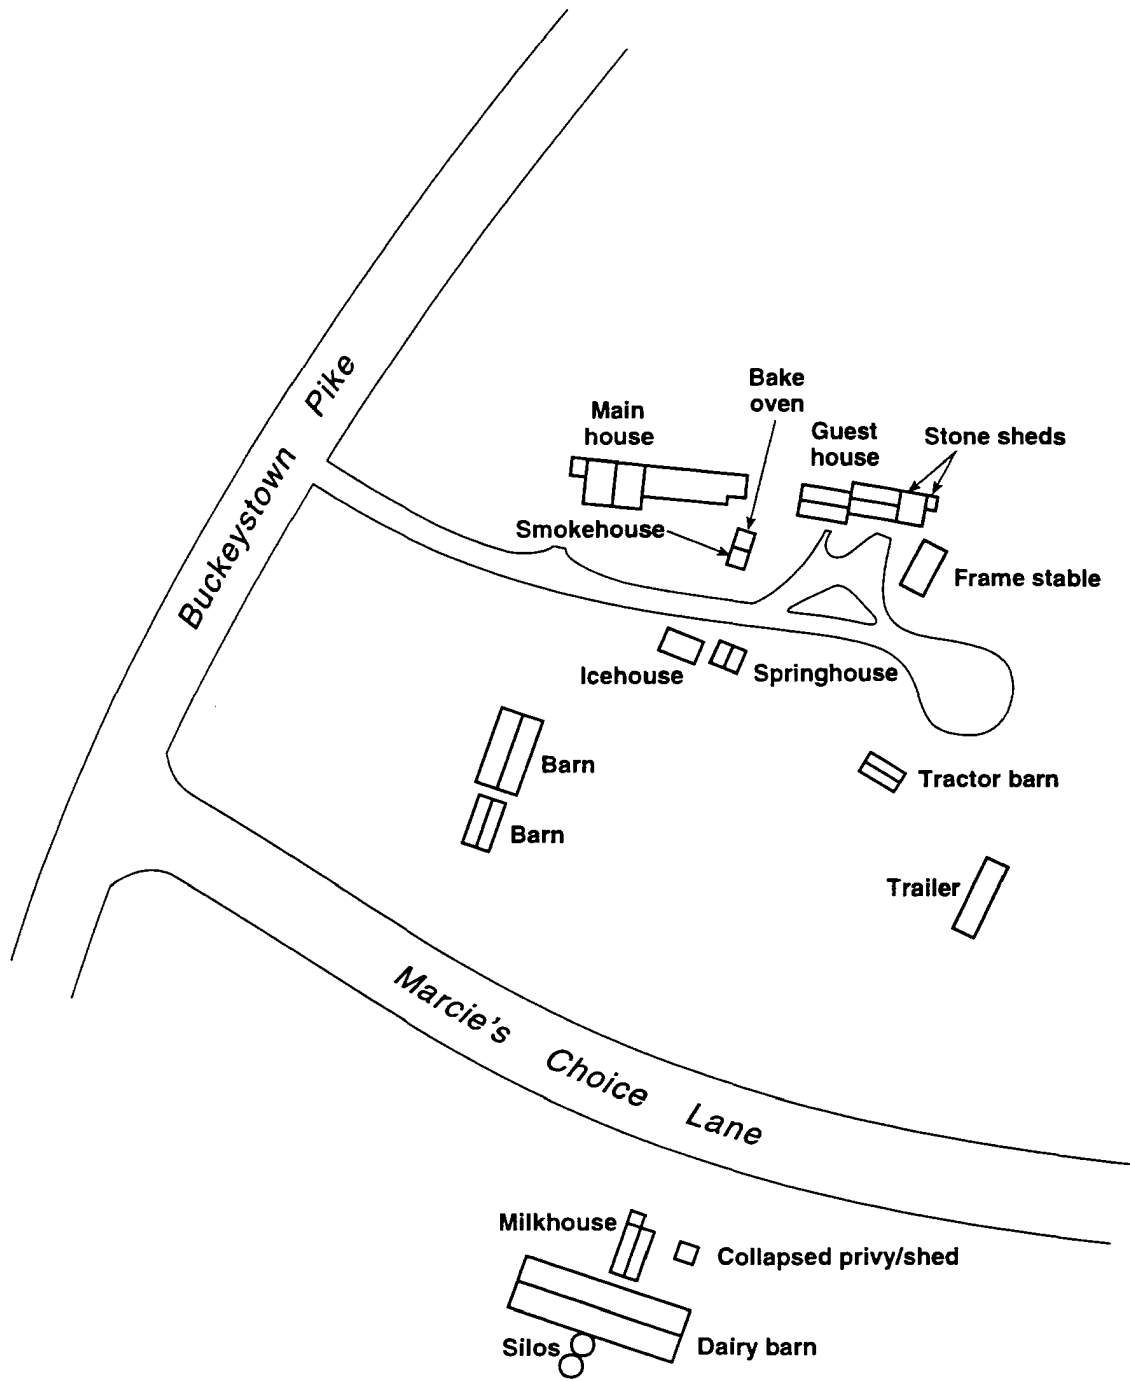 Buckeystown Pike
Bake
oven
Main
house
Guest
house
Stone sheds
Smokehouse
Frame stable
Icehouse
Springhouse
Barn
Tractor barn
Barn
Trailer
Marcie's Choice Lane
Milkhouse
Collapsed privy/shed
Silos
Dairy barn